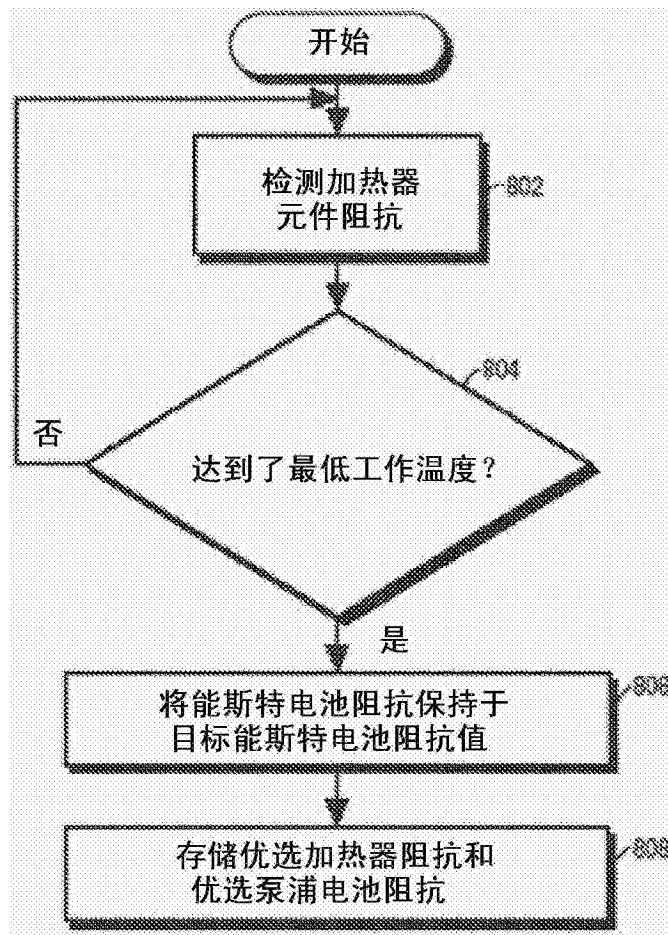 开始
检测加热器
元件阻抗
802
804
否
达到了最低工作温度？
是
将能斯特电池阻抗保持于
目标能斯特电池阻抗值
806
存储优选加热器阻抗和
优选泵浦电池阻抗
808